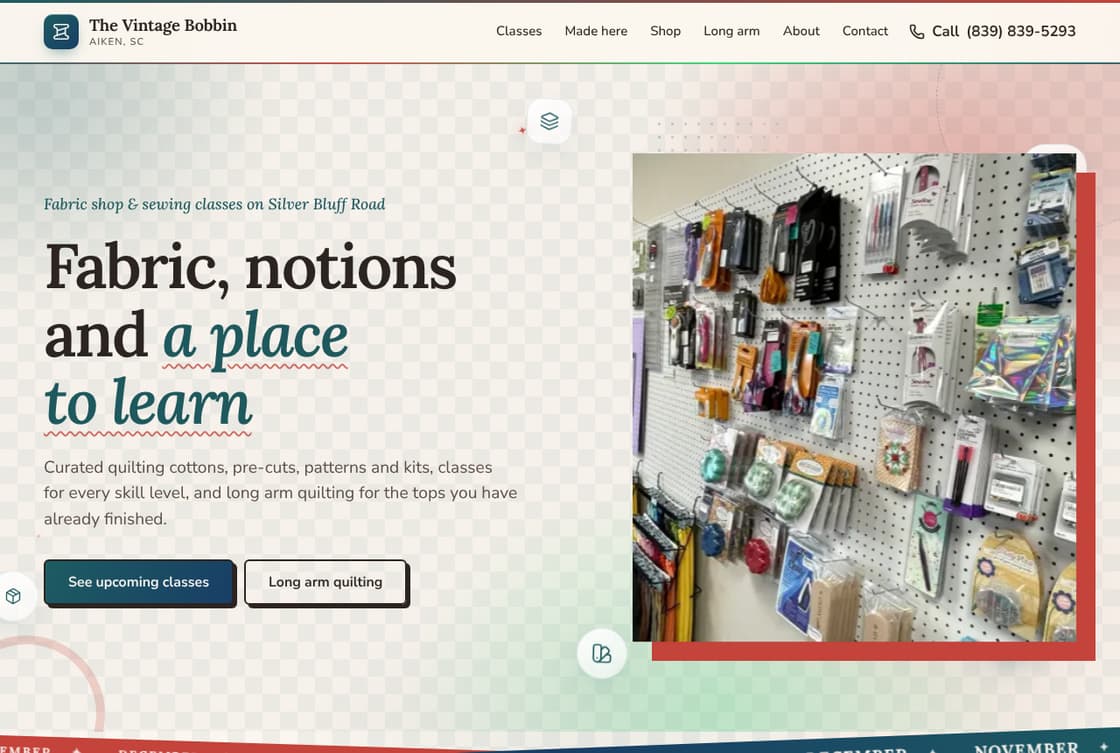 The Vintage Bobbin
AIKEN, SC
Classes Made here Shop Long arm About Contact Call (839) 839-5293
Fabric shop & sewing classes on Silver Bluff Road
Fabric, notions
and a place
to learn
Curated quilting cottons, pre-cuts, patterns and kits, classes
for every skill level, and long arm quilting for the tops you have
already finished.
See upcoming classes Long arm quilting
NOVEMBER